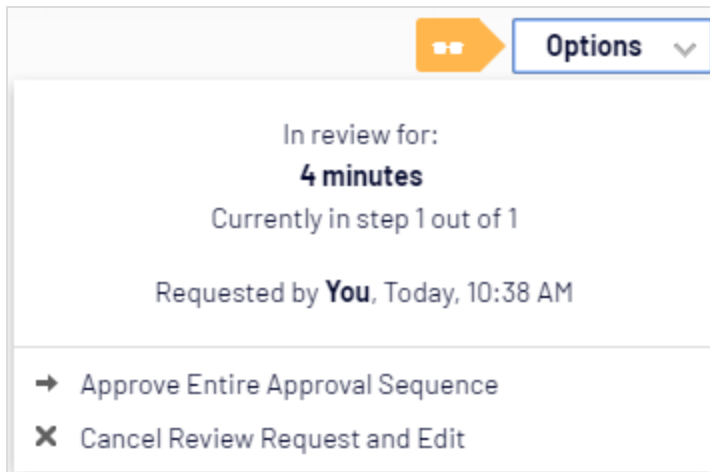 Options
In review for:
4 minutes
Currently in step 1 out of 1
Requested by You, Today, 10:38 AM
Approve Entire Approval Sequence
Cancel Review Request and Edit